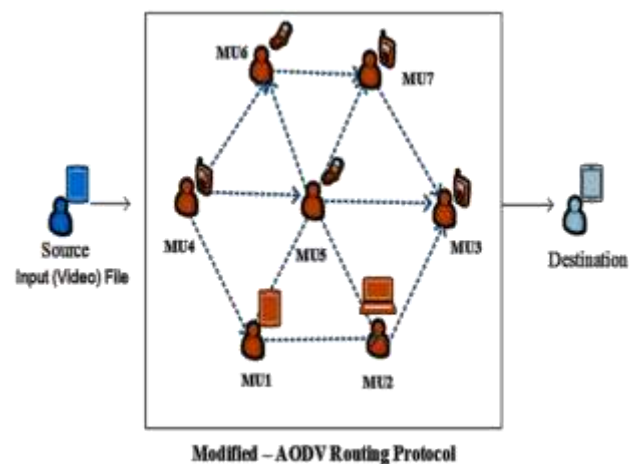 MU6
MU7
Source
Input (Video) File
MU4
MU5
MU3
Destination
MU1
MU2
Modified – AODV Routing Protocol